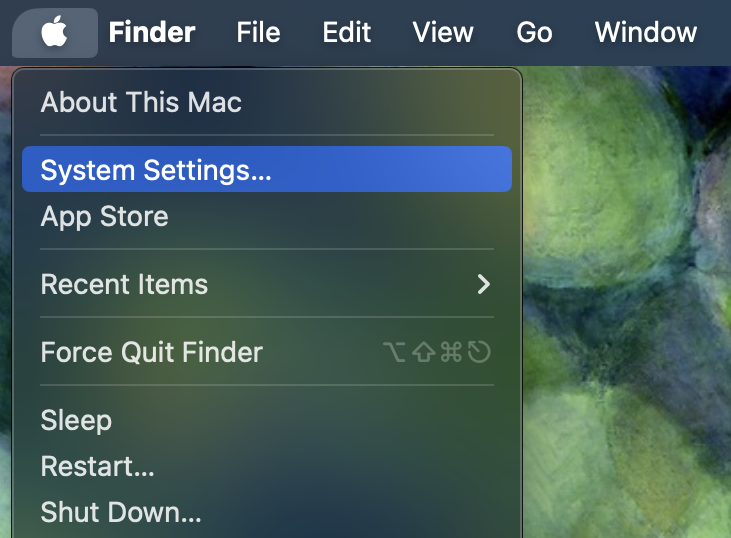 Finder File Edit View Go Window
About This Mac
System Settings...
App Store
Recent Items
Force Quit Finder ⌥⇧⌘⎋
Sleep
Restart...
Shut Down...